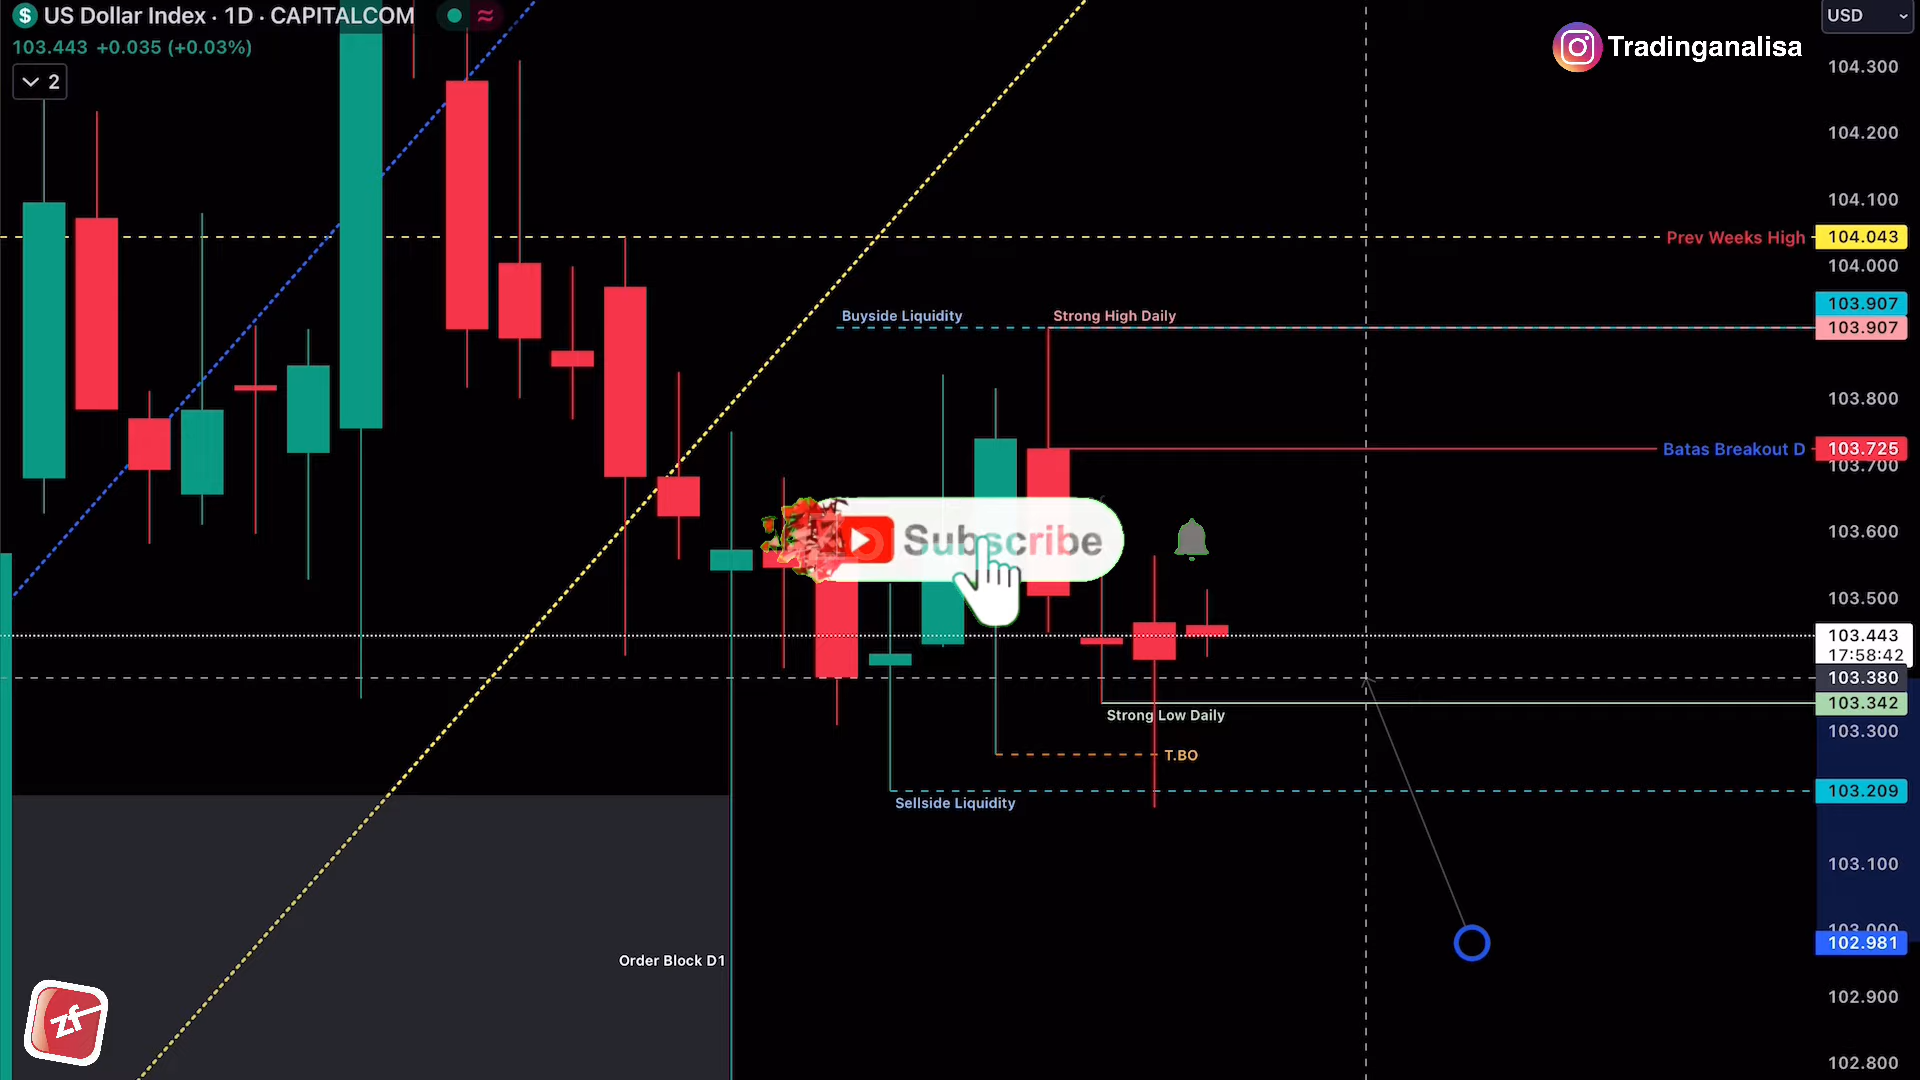 US Dollar Index · 1D · CAPITALCOM
103.443 +0.035 (+0.03%)
2
Tradinganalisa
USD
104.300
104.200
104.100
Prev Weeks High 104.043
104.000
103.907
Buyside Liquidity
Strong High Daily
103.907
103.800
Batas Breakout D 103.725
103.700
Subscribe
103.600
103.500
103.443
17:58:42
103.380
103.342
Strong Low Daily
103.300
T.BO
103.209
Sellside Liquidity
103.100
103.000
102.981
Order Block D1
102.900
zf
102.800